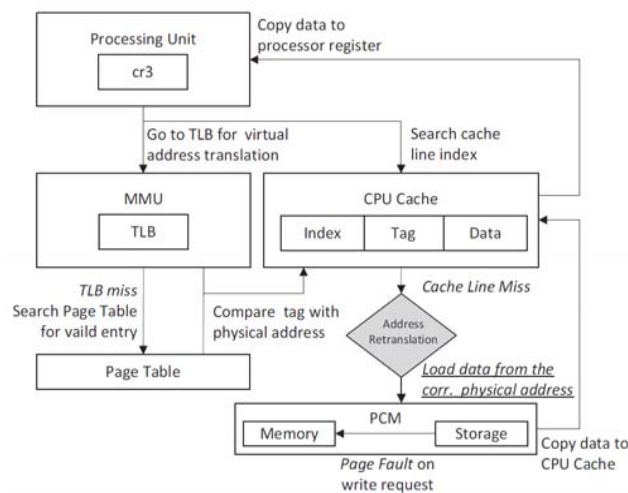 Processing Unit
cr3
Copy data to
processor register
Go to TLB for virtual
address translation
Search cache
line index
MMU
TLB
CPU Cache
Index
Tag
Data
TLB miss
Search Page Table
for vaild entry
Compare tag with
physical address
Cache Line Miss
Address
Retranslation
Page Table
Load data from the
corr. physical address
PCM
Memory
Storage
Page Fault on
write request
Copy data to
CPU Cache